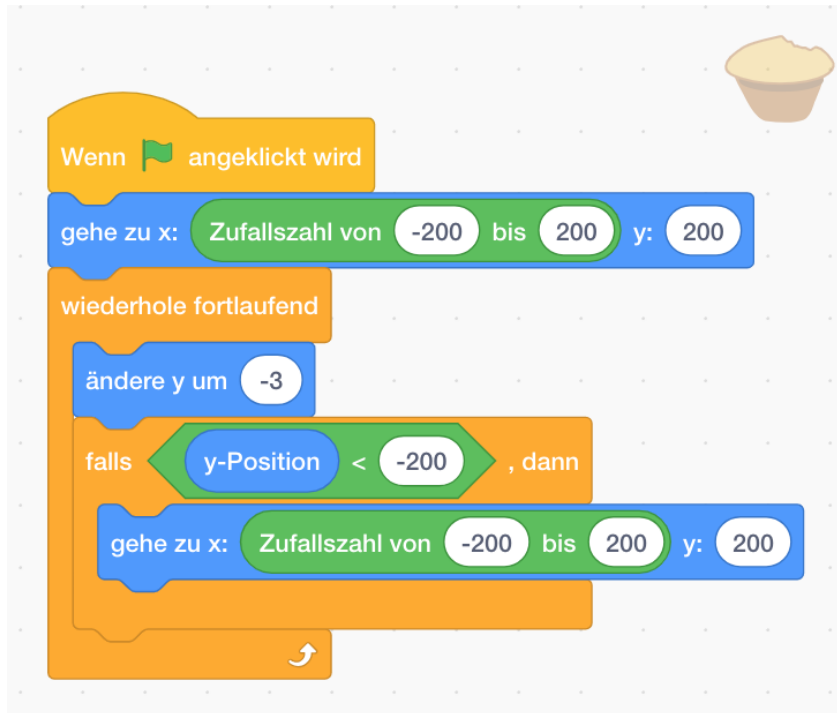 Wenn angeklickt wird
gehe zu x: Zufallszahl von -200 bis 200 y: 200
wiederhole fortlaufend
ändere y um -3
falls y-Position < -200 , dann
gehe zu x: Zufallszahl von -200 bis 200 y: 200